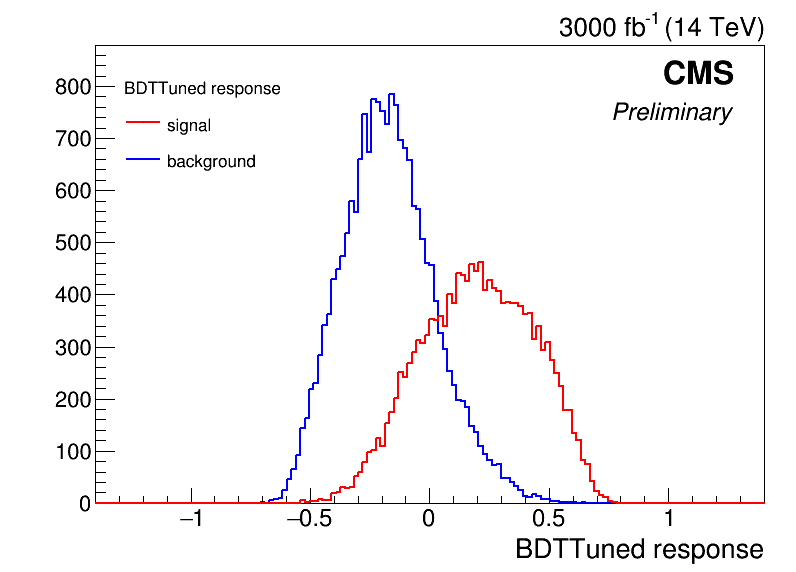 3000 fb⁻¹ (14 TeV)
CMS
Preliminary
BDTTuned response
signal
background
800
700
600
500
400
300
200
100
0
−1
−0.5
0
0.5
1
BDTTuned response